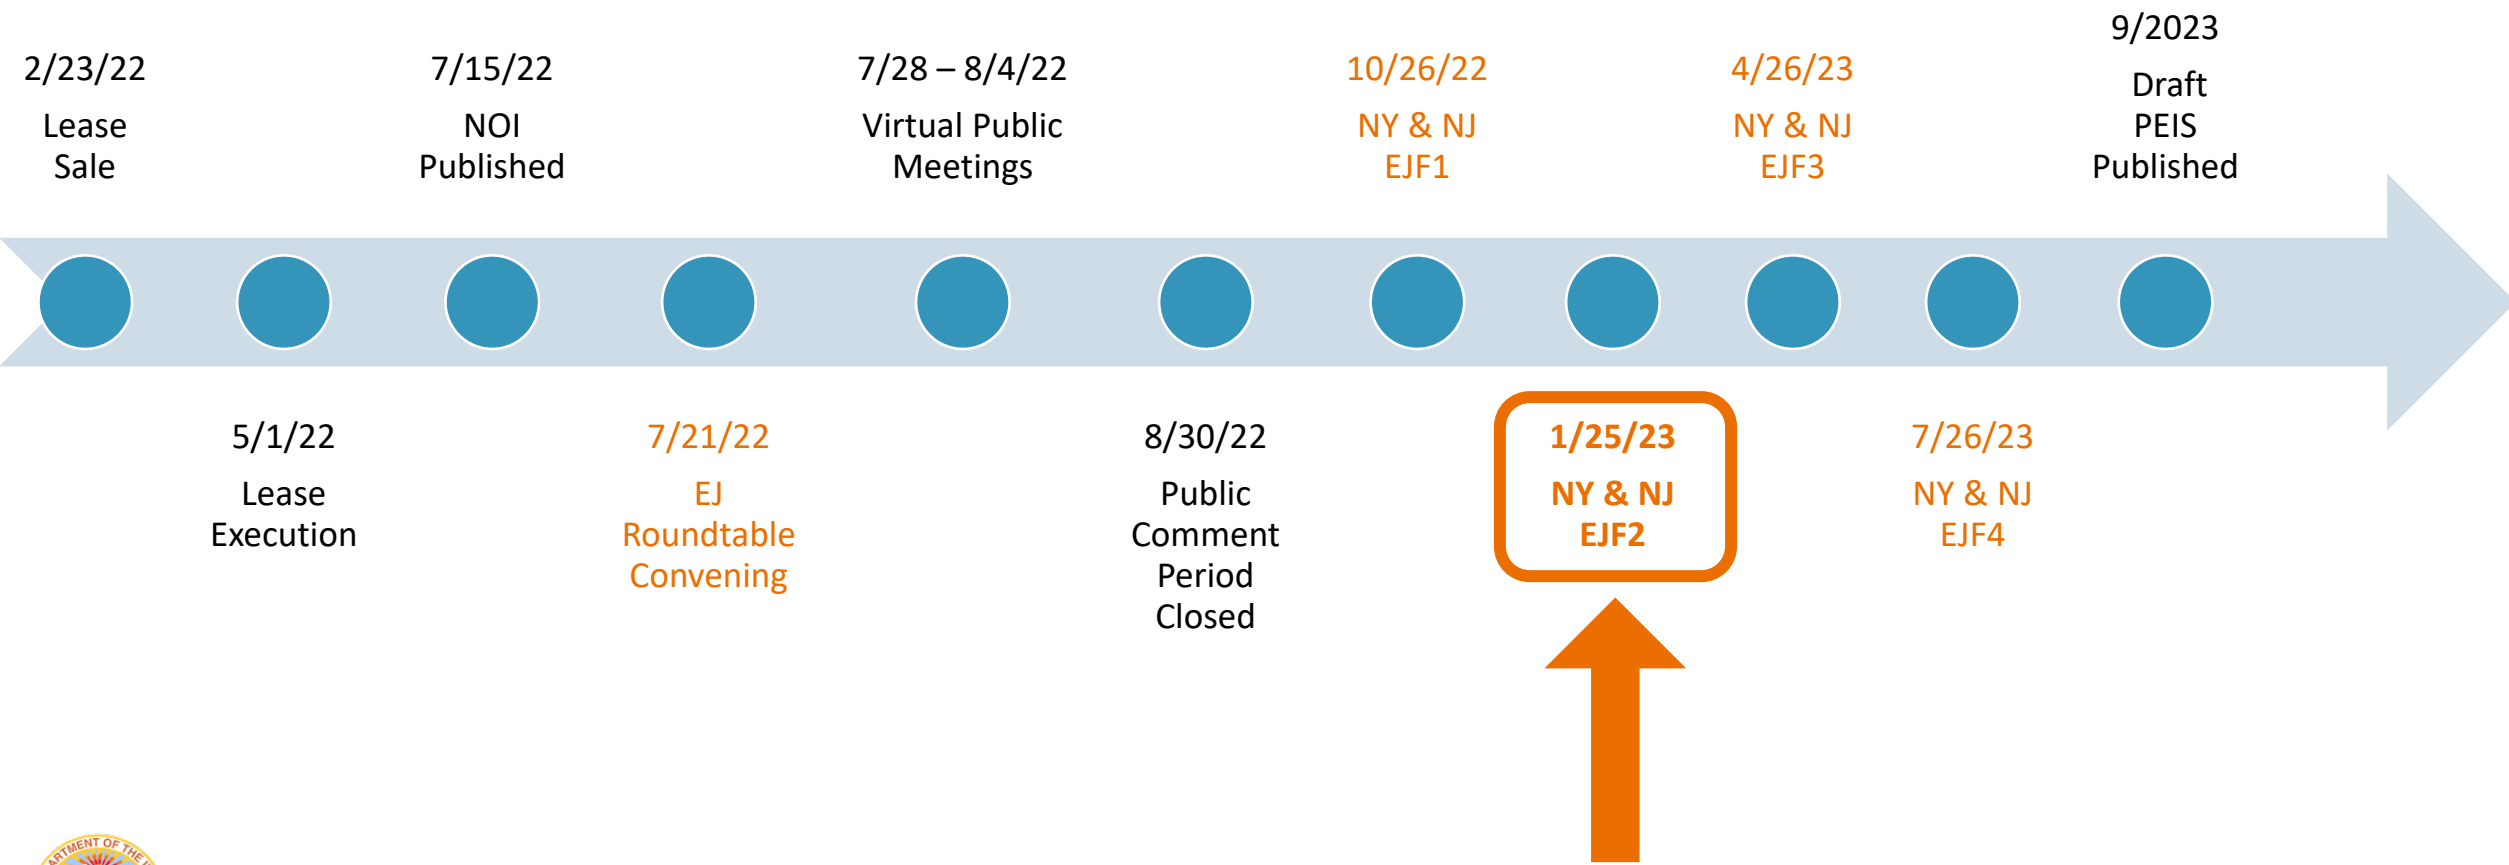 2/23/22
Lease
Sale
5/1/22
Lease
Execution
7/15/22
NOI
Published
7/21/22
EJ
Roundtable
Convening
7/28 – 8/4/22
Virtual Public
Meetings
8/30/22
Public
Comment
Period
Closed
10/26/22
NY & NJ
EJF1
1/25/23
NY & NJ
EJF2
4/26/23
NY & NJ
EJF3
7/26/23
NY & NJ
EJF4
9/2023
Draft
PEIS
Published